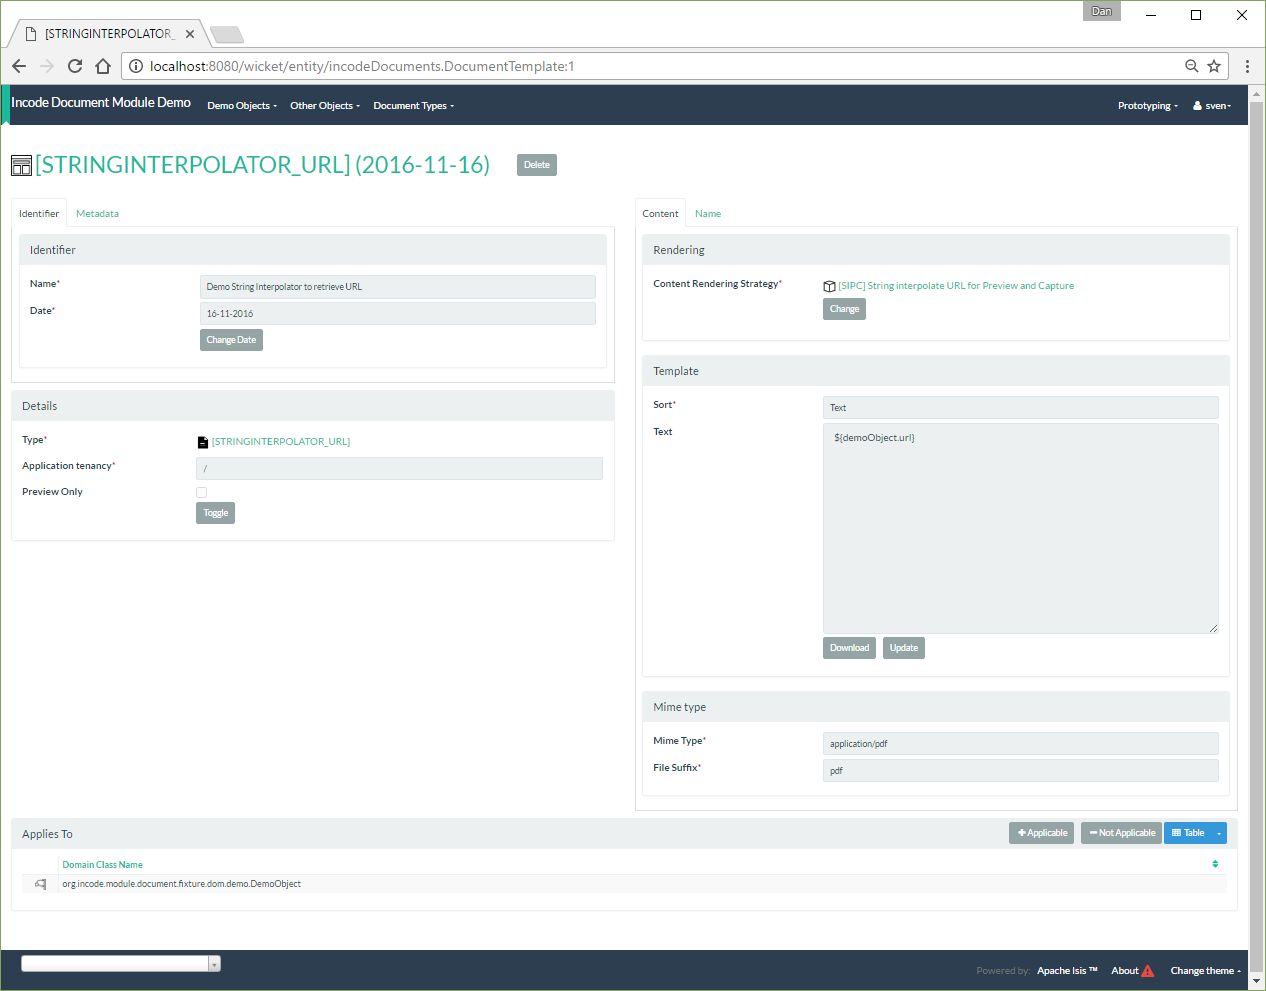 Dan
[STRINGINTERPOLATOR_
localhost:8080/wicket/entity/incodeDocuments.DocumentTemplate:1
Incode Document Module Demo
Demo Objects
Other Objects
Document Types
Prototyping
sven
[STRINGINTERPOLATOR_URL] (2016-11-16)
Delete
Identifier
Metadata
Identifier
Name*
Demo String Interpolator to retrieve URL
Date*
16-11-2016
Change Date
Details
Type*
[STRINGINTERPOLATOR_URL]
Application tenancy*
/
Preview Only
Toggle
Content
Name
Rendering
Content Rendering Strategy*
[SIPC] String interpolate URL for Preview and Capture
Change
Template
Sort*
Text
Text
${demoObject.url}
Download
Update
Mime type
Mime Type*
application/pdf
File Suffix*
pdf
Applies To
Applicable
Not Applicable
Table
Domain Class Name
org.incode.module.document.fixture.dom.demo.DemoObject
Powered by:
Apache Isis ™
About
Change theme